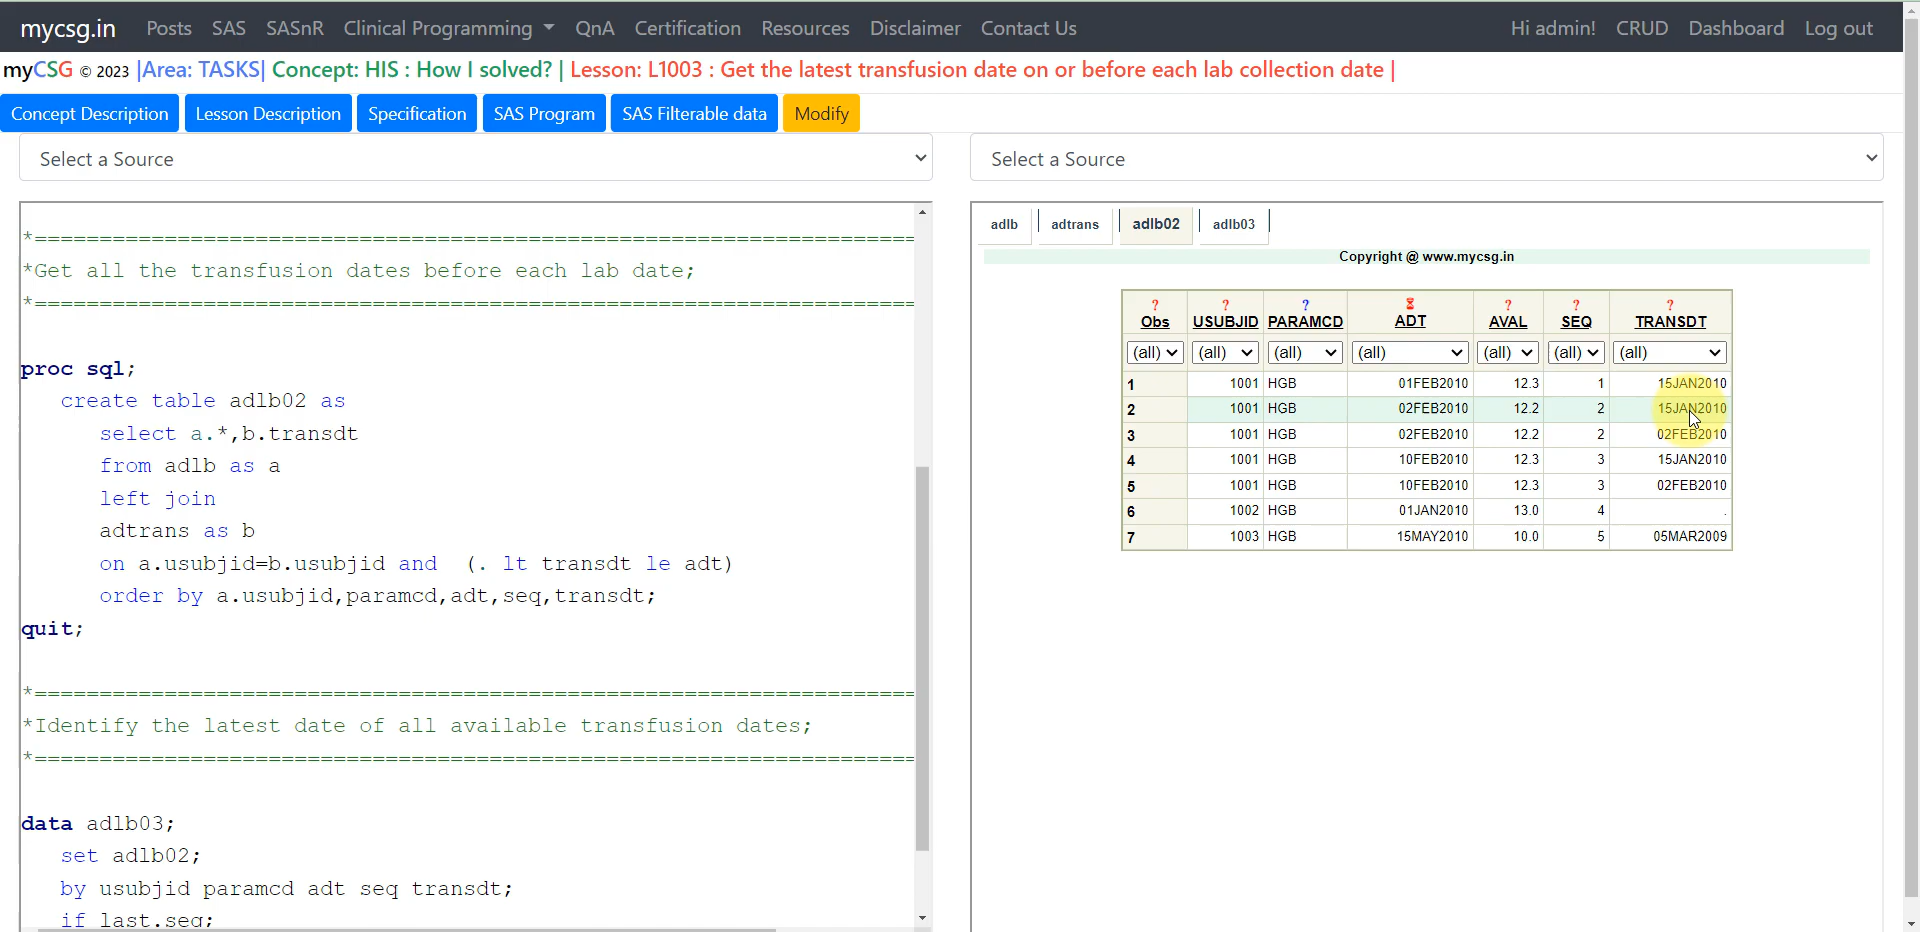 mycsg.in Posts SAS SASnR Clinical Programming QnA Certification Resources Disclaimer Contact Us Hi admin! CRUD Dashboard Log out
myCSG © 2023 |Area: TASKS| Concept: HIS : How I solved? | Lesson: L1003 : Get the latest transfusion date on or before each lab collection date |
Concept Description Lesson Description Specification SAS Program SAS Filterable data Modify
Select a Source
*====================================================================
*Get all the transfusion dates before each lab date;
*====================================================================
proc sql;
create table adlb02 as
select a.*,b.transdt
from adlb as a
left join
adtrans as b
on a.usubjid=b.usubjid and (. lt transdt le adt)
order by a.usubjid,paramcd,adt,seq,transdt;
quit;
*====================================================================
*Identify the latest date of all available transfusion dates;
*====================================================================
data adlb03;
set adlb02;
by usubjid paramcd adt seq transdt;
if last.seq;
Select a Source
adlb adtrans adlb02 adlb03
Copyright @ www.mycsg.in
? ? ? ? ? ?
Obs USUBJID PARAMCD ADT AVAL SEQ TRANSDT
(all) (all) (all) (all) (all) (all) (all)
1 1001 HGB 01FEB2010 12.3 1 15JAN2010
2 1001 HGB 02FEB2010 12.2 2 15JAN2010
3 1001 HGB 02FEB2010 12.2 2 02FEB2010
4 1001 HGB 10FEB2010 12.3 3 15JAN2010
5 1001 HGB 10FEB2010 12.3 3 02FEB2010
6 1002 HGB 01JAN2010 13.0 4 .
7 1003 HGB 15MAY2010 10.0 5 05MAR2009